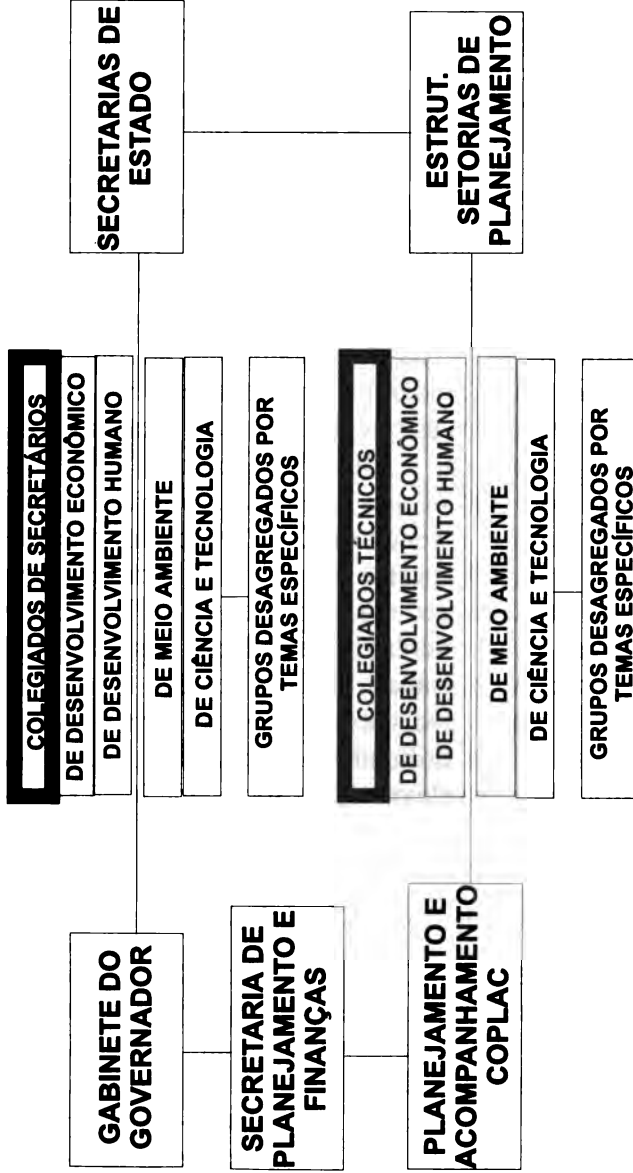 GABINETE DO
GOVERNADOR
SECRETARIA DE
PLANEJAMENTO E
FINANÇAS
PLANEJAMENTO E
ACOMPANHAMENTO
COPLAC
COLEGIADOS DE SECRETÁRIOS
DE DESENVOLVIMENTO ECONÔMICO
DE DESENVOLVIMENTO HUMANO
DE MEIO AMBIENTE
DE CIÊNCIA E TECNOLOGIA
GRUPOS DESAGREGADOS POR
TEMAS ESPECÍFICOS
COLEGIADOS TÉCNICOS
DE DESENVOLVIMENTO ECONÔMICO
DE DESENVOLVIMENTO HUMANO
DE MEIO AMBIENTE
DE CIÊNCIA E TECNOLOGIA
GRUPOS DESAGREGADOS POR
TEMAS ESPECÍFICOS
SECRETARIAS DE
ESTADO
ESTRUT.
SETORIAS DE
PLANEJAMENTO